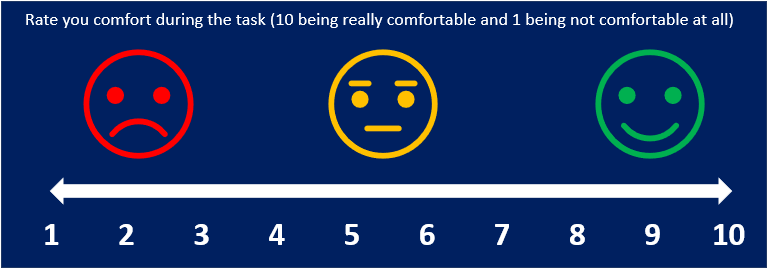 Rate you comfort during the task (10 being really comfortable and 1 being not comfortable at all)
1 2 3 4 5 6 7 8 9 10